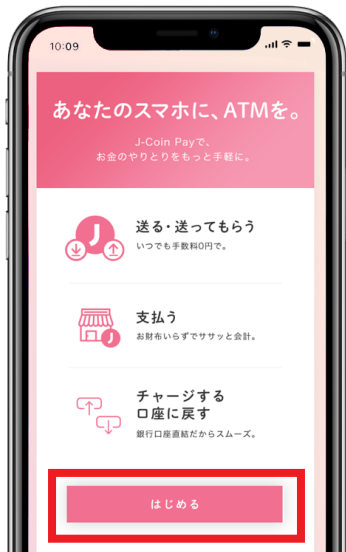 10:09
あなたのスマホに、ATMを。
J-Coin Payで、
お金のやりとりをもっと手軽に。
J
送る・送ってもらう
いつでも手数料0円で。
J
支払う
お財布いらずでササッと会計。
チャージする
口座に戻す
銀行口座直結だからスムーズ。
はじめる